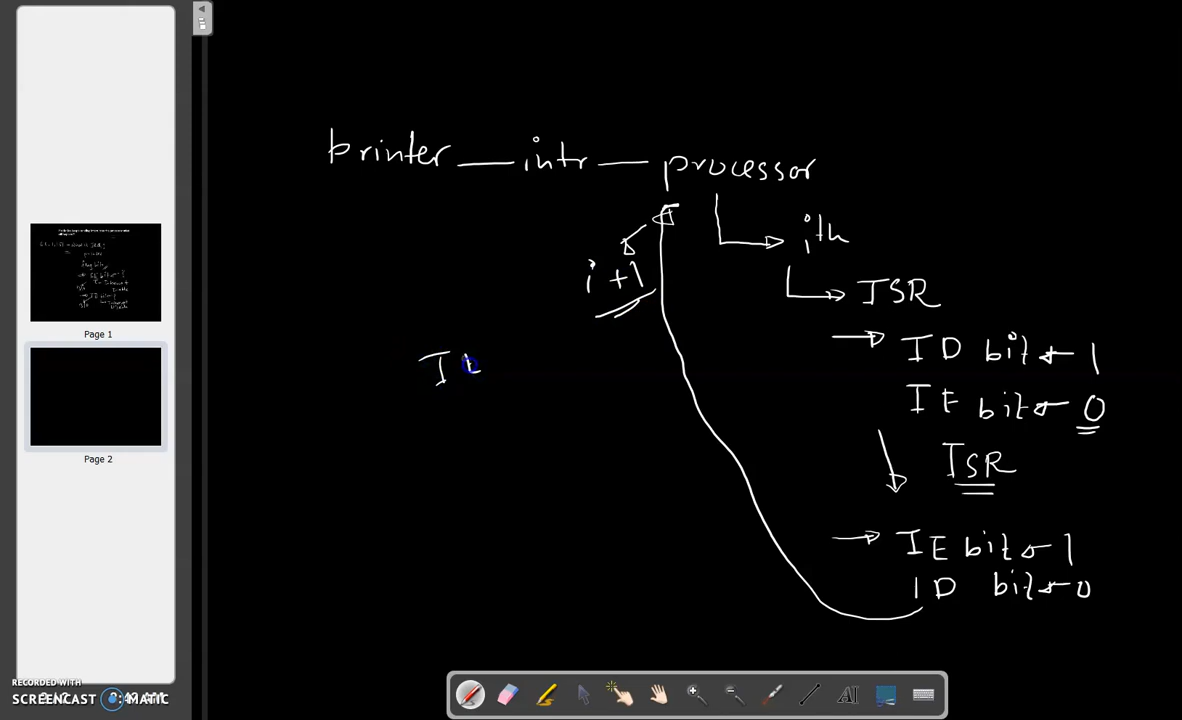 printer — intr — processor
ith
i+1
ISR
ID bit ← 1
IE bit ← 0
ISR
IE bit ← 1
ID bit ← 0
Page 1
Page 2
RECORDED WITH
SCREENCAST MATIC